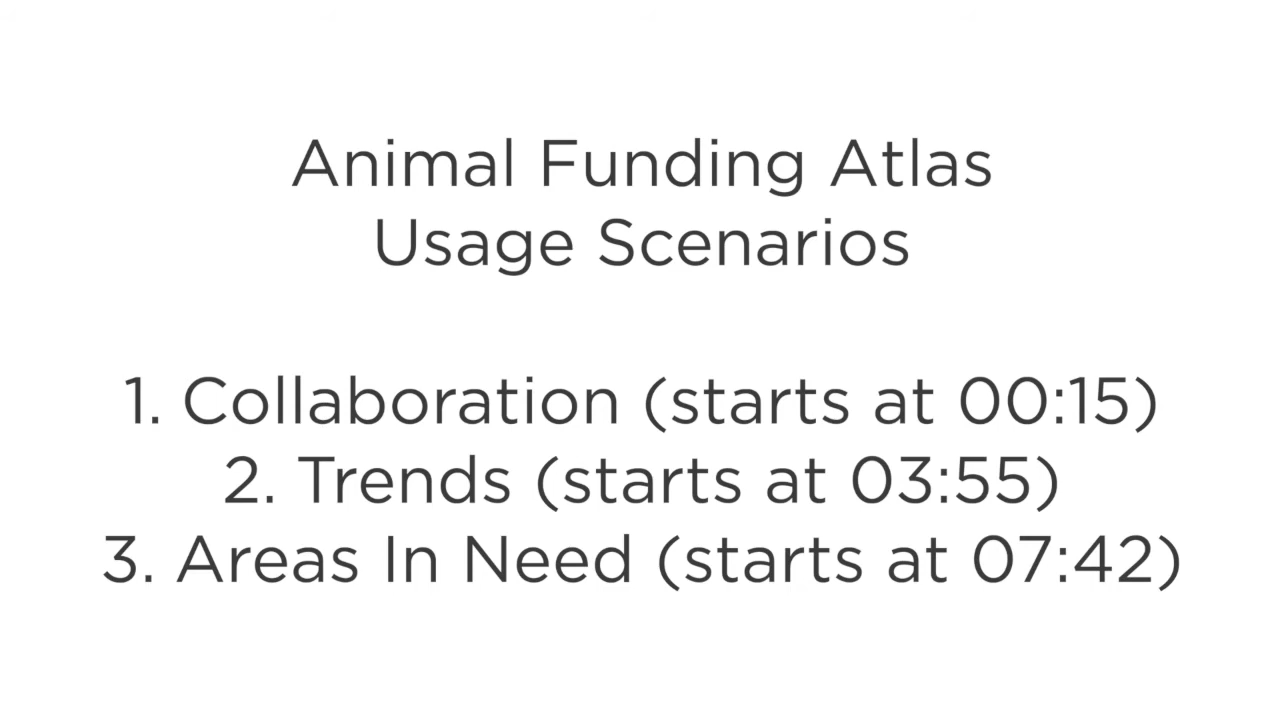 Animal Funding Atlas
Usage Scenarios
1. Collaboration (starts at 00:15)
2. Trends (starts at 03:55)
3. Areas In Need (starts at 07:42)